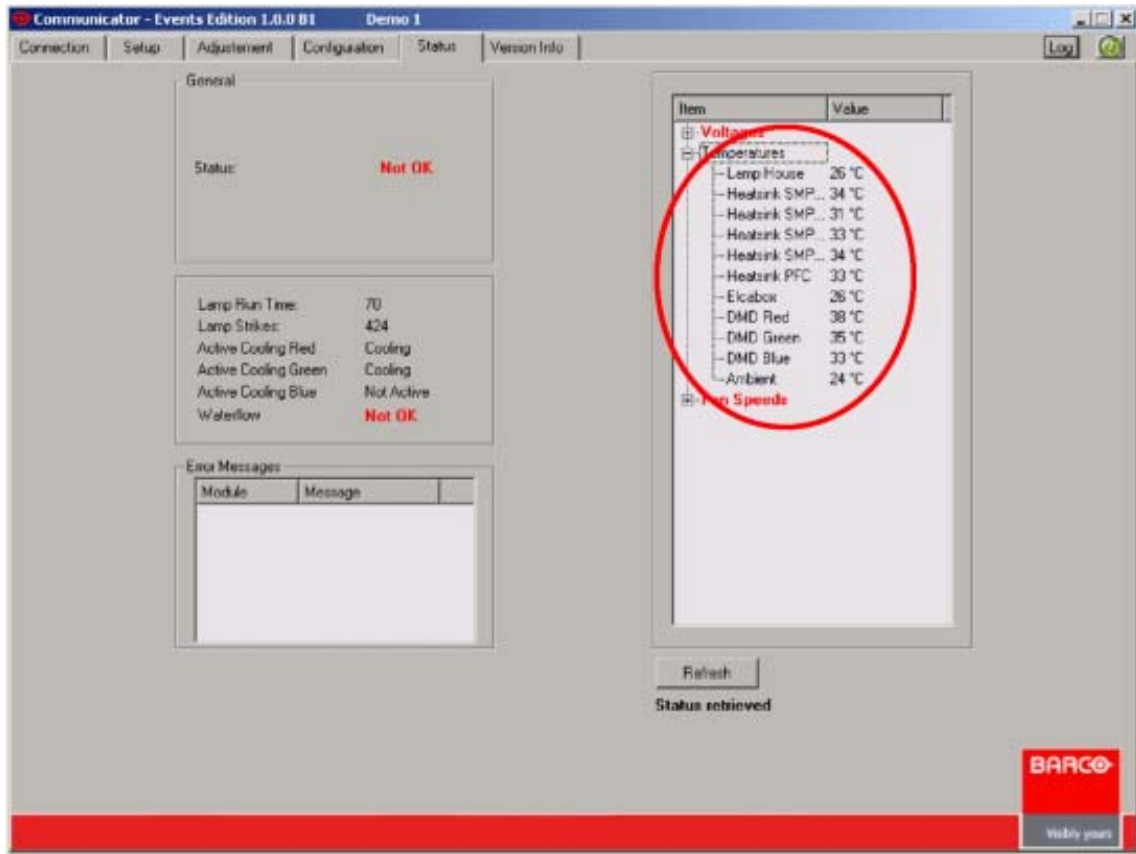 Communicator - Events Edition 1.0.0 B1 Demo 1
Connection Setup Adjustement Configuration Status Version Info Log
General
Status: Not OK
Lamp Run Time: 70
Lamp Strikes: 424
Active Cooling Red Cooling
Active Cooling Green Cooling
Active Cooling Blue Not Active
Waterflow Not OK
Error Messages
Module Message
Item Value
Voltages
Temperatures
Lamp House 26 °C
Heatsink SMP... 34 °C
Heatsink SMP... 31 °C
Heatsink SMP... 33 °C
Heatsink SMP... 34 °C
Heatsink PFC 33 °C
Elcabox 26 °C
DMD Red 38 °C
DMD Green 35 °C
DMD Blue 33 °C
Ambient 24 °C
Fan Speeds
Refresh
Status retrieved
BARCO
Visibly yours